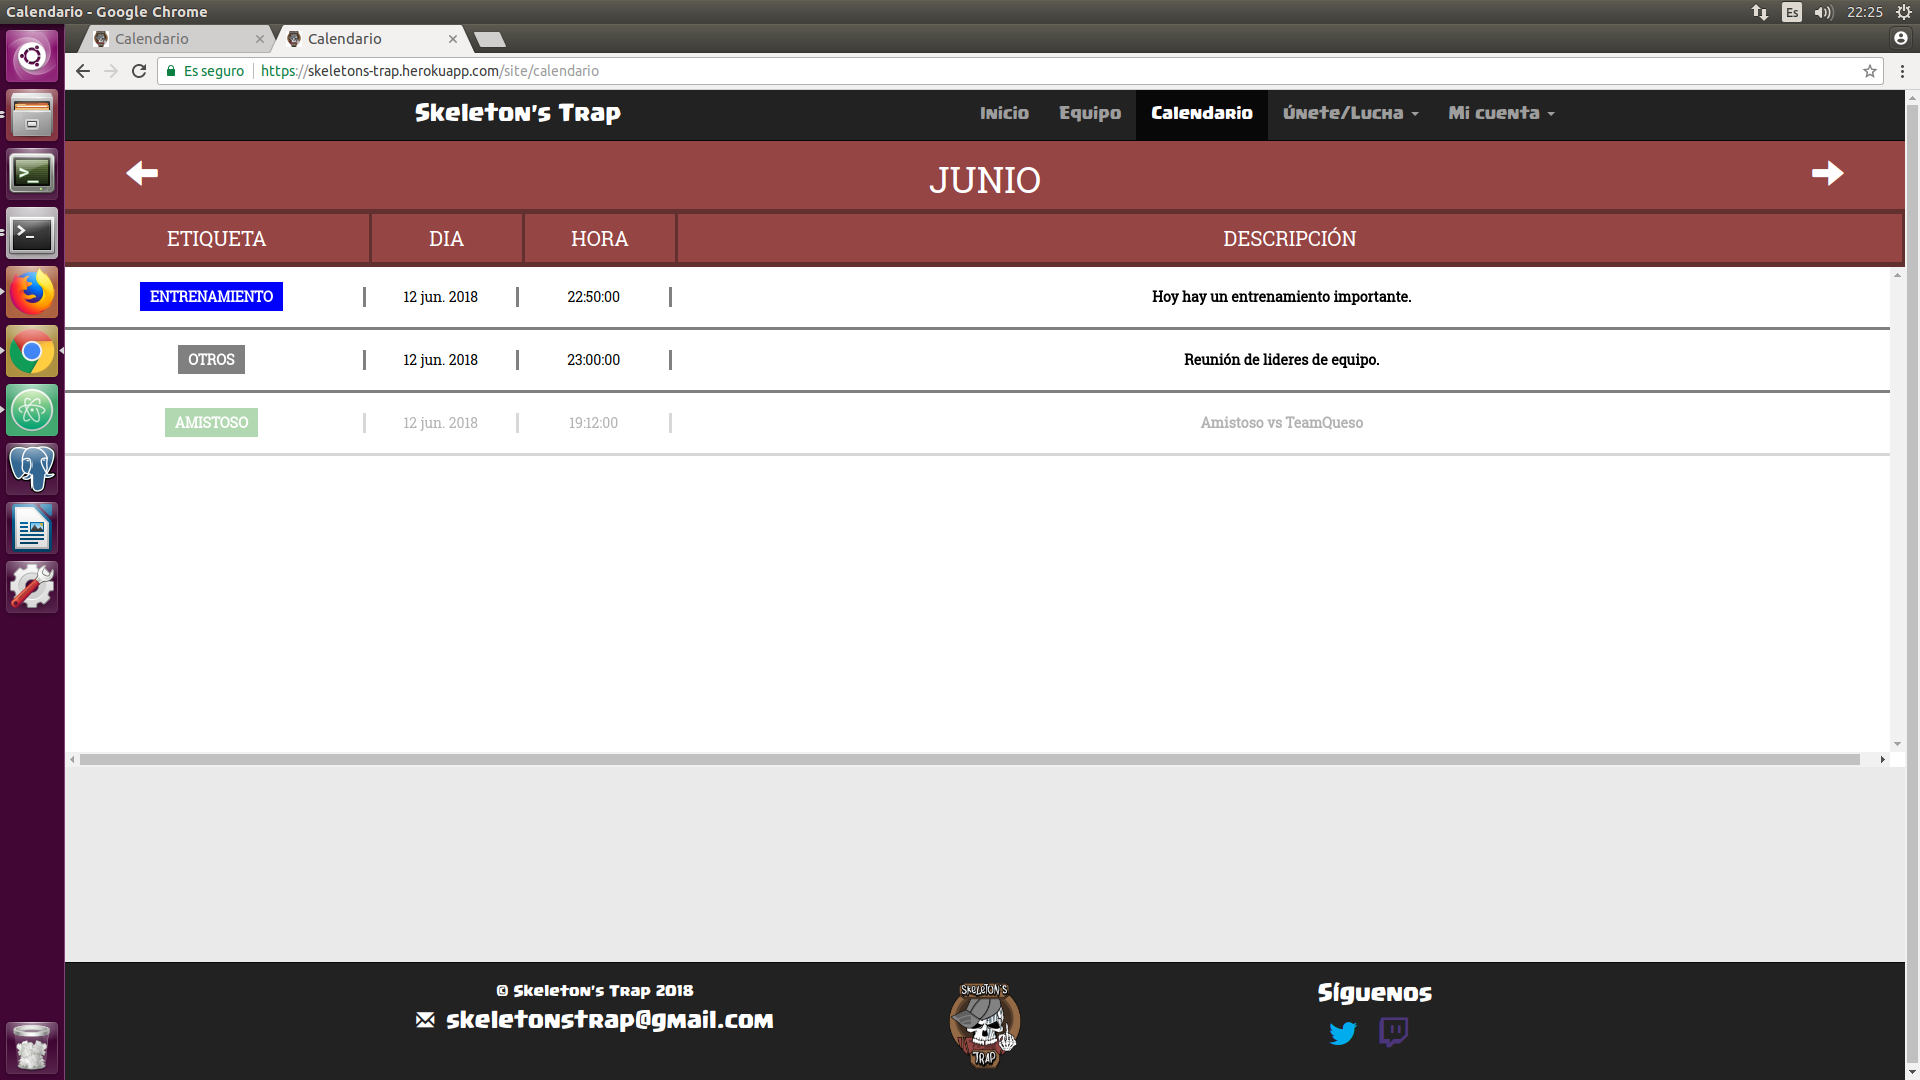 Calendario - Google Chrome
Es
22:25
Calendario
Calendario
Es seguro
https://skeletons-trap.herokuapp.com/site/calendario
Skeleton's Trap
Inicio
Equipo
Calendario
Únete/Lucha
Mi cuenta
JUNIO
ETIQUETA DIA HORA DESCRIPCIÓN
ENTRENAMIENTO 12 jun. 2018 22:50:00 Hoy hay un entrenamiento importante.
OTROS 12 jun. 2018 23:00:00 Reunión de lideres de equipo.
AMISTOSO 12 jun. 2018 19:12:00 Amistoso vs TeamQueso
© Skeleton's Trap 2018
skeletonstrap@gmail.com
SKELETON'S
TRAP
Síguenos